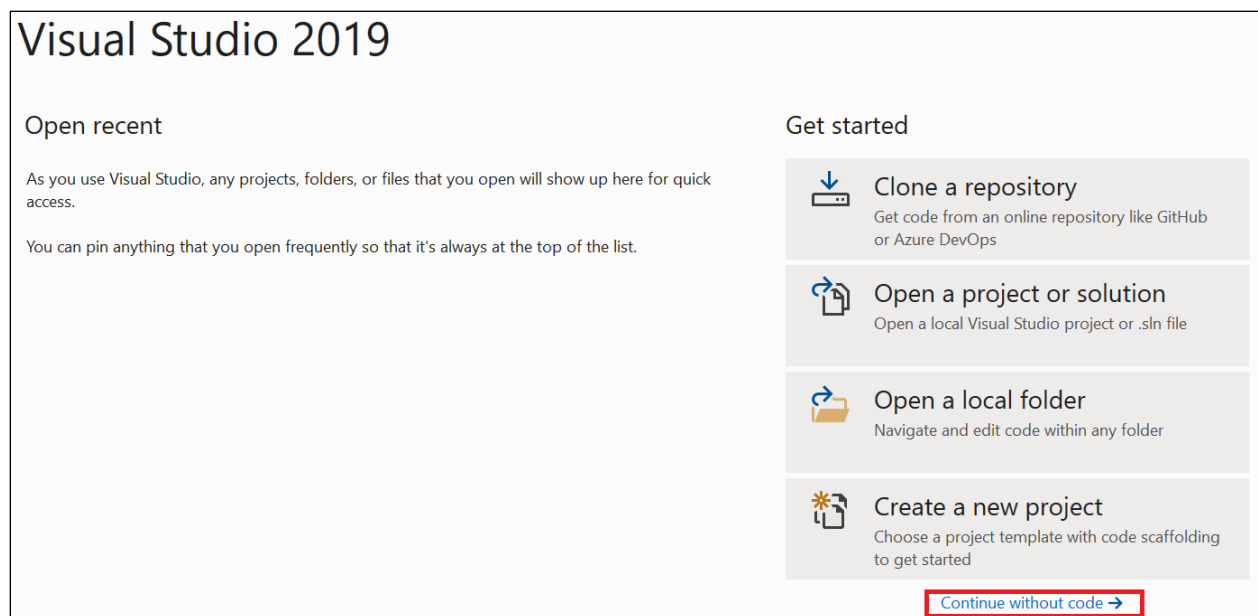 Visual Studio 2019
Open recent
As you use Visual Studio, any projects, folders, or files that you open will show up here for quick
access.
You can pin anything that you open frequently so that it's always at the top of the list.
Get started
Clone a repository
Get code from an online repository like GitHub
or Azure DevOps
Open a project or solution
Open a local Visual Studio project or .sln file
Open a local folder
Navigate and edit code within any folder
Create a new project
Choose a project template with code scaffolding
to get started
Continue without code →